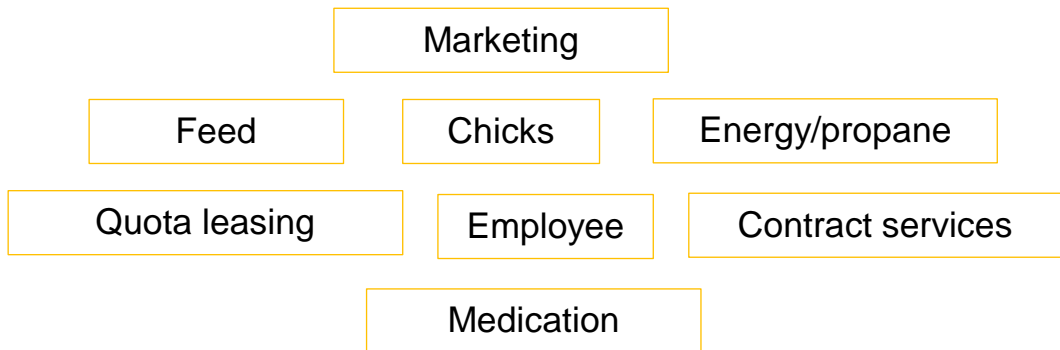 Marketing
Feed
Chicks
Energy/propane
Quota leasing
Employee
Contract services
Medication